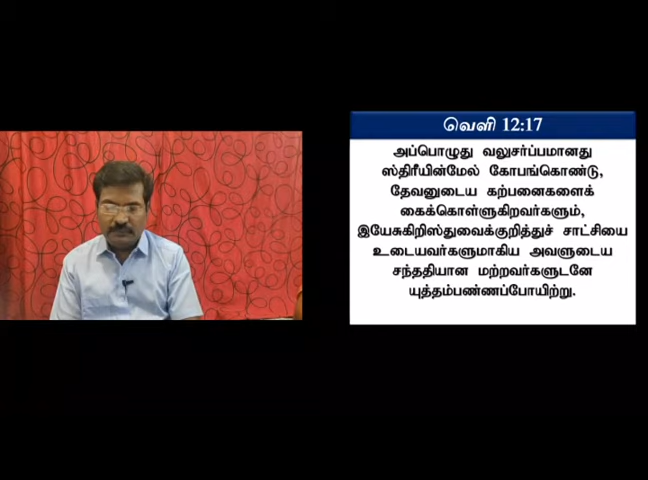 வெளி 12:17
அப்பொழுது வலுசர்ப்பமானது
ஸ்திரீயின்மேல் கோபங்கொண்டு,
தேவனுடைய கற்பனைகளைக்
கைக்கொள்ளுகிறவர்களும்,
இயேசுகிறிஸ்துவைக்குறித்துச் சாட்சியை
உடையவர்களுமாகிய அவளுடைய
சந்ததியான மற்றவர்களுடனே
யுத்தம்பண்ணப்போயிற்று.